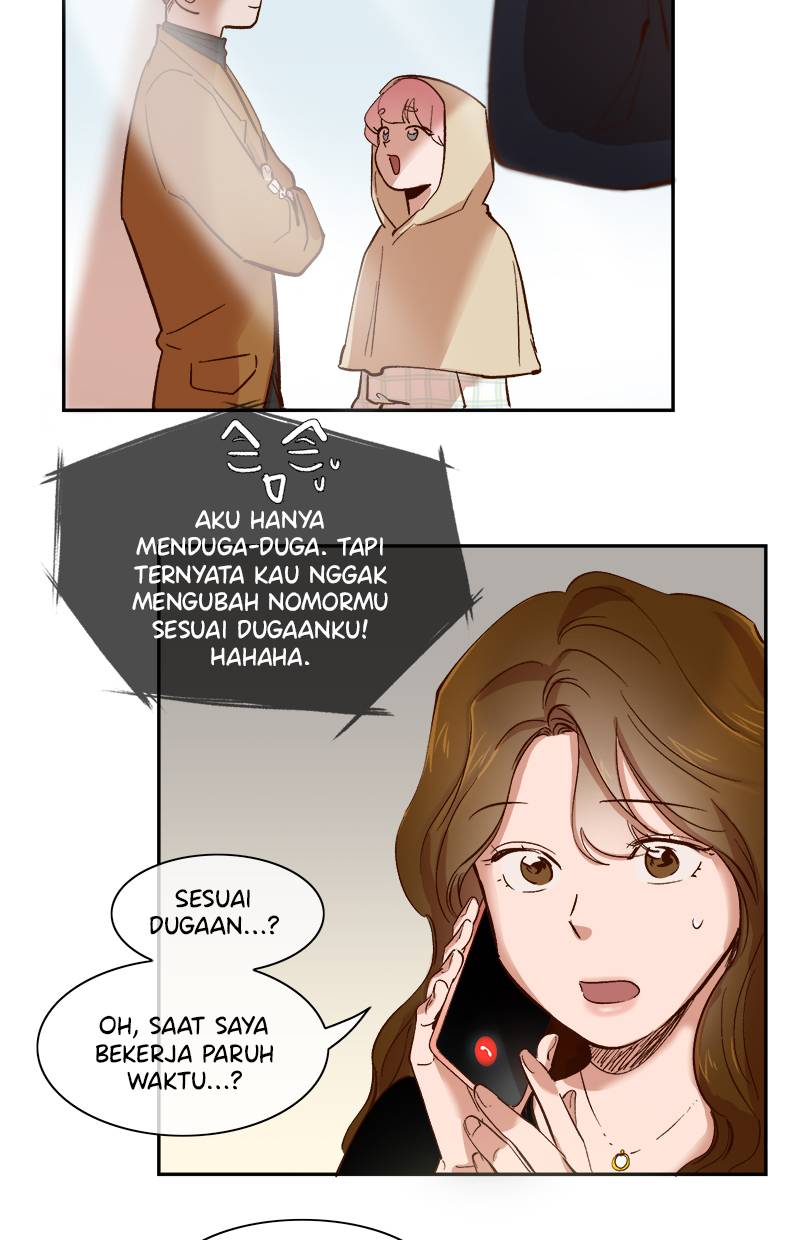 AKU HANYA
MENDUGA-DUGA. TAPI
TERNYATA KAU NGGAK
MENGUBAH NOMORMU
SESUAI DUGAANKU!
HAHAHA.
SESUAI
DUGAAN...?
OH, SAAT SAYA
BEKERJA PARUH
WAKTU...?